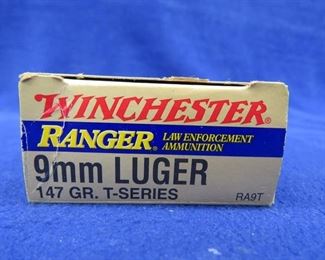 WINCHESTER®
RANGER® LAW ENFORCEMENT AMMUNITION
9mm LUGER
147 GR. T-SERIES RA9T